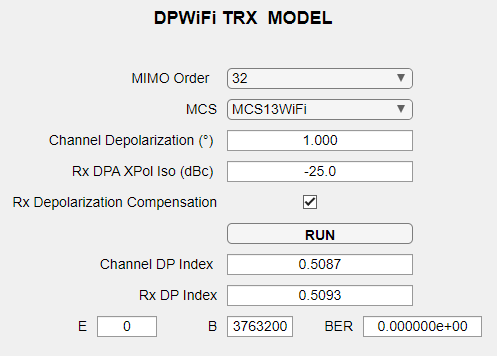 DPWiFi TRX MODEL
MIMO Order 32
MCS MCS13WiFi
Channel Depolarization (°) 1.000
Rx DPA XPol Iso (dBc) -25.0
Rx Depolarization Compensation
RUN
Channel DP Index 0.5087
Rx DP Index 0.5093
E 0 B 3763200 BER 0.000000e+00